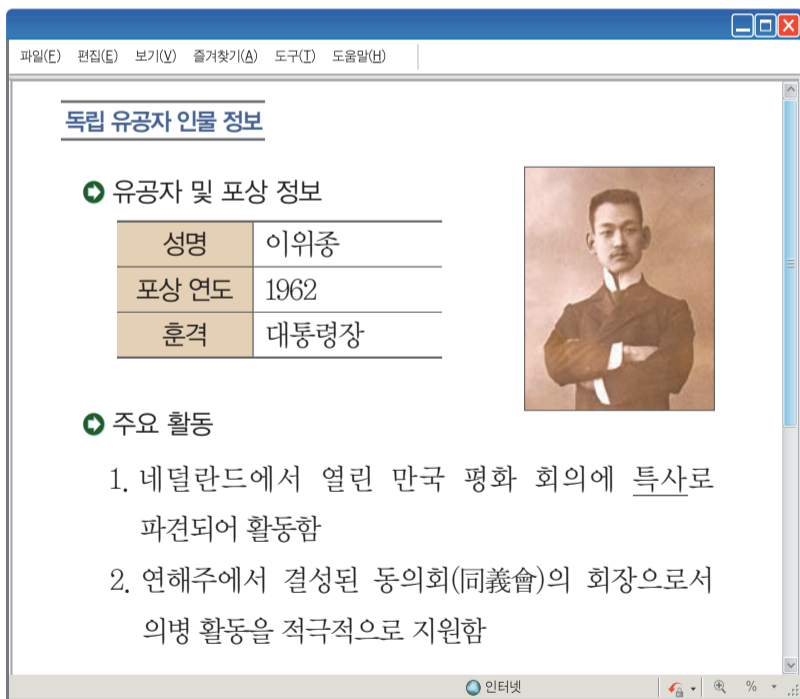 파일(F) 편집(E) 보기(V) 즐겨찾기(A) 도구(T) 도움말(H)
독립 유공자 인물 정보
유공자 및 포상 정보
성명 이위종
포상 연도 1962
훈격 대통령장
주요 활동
1. 네덜란드에서 열린 만국 평화 회의에 특사로
파견되어 활동함
2. 연해주에서 결성된 동의회(同義會)의 회장으로서
의병 활동을 적극적으로 지원함
인터넷 %